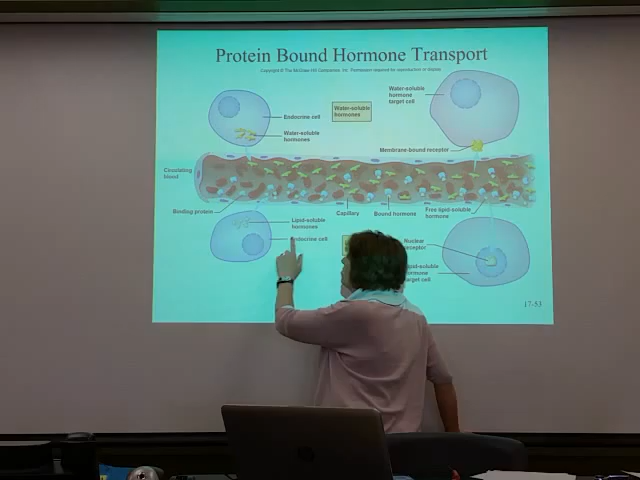 Protein Bound Hormone Transport
Copyright © The McGraw-Hill Companies, Inc. Permission required for reproduction or display.
Water-soluble
hormone
target cell
Water-soluble
hormones
Endocrine cell
Water-soluble
hormones
Membrane-bound receptor
Circulating
blood
Binding protein
Capillary
Bound hormone
Free lipid-soluble
hormone
Lipid-soluble
hormones
Endocrine cell
Nuclear
receptor
Lipid-soluble
hormone
target cell
17-53